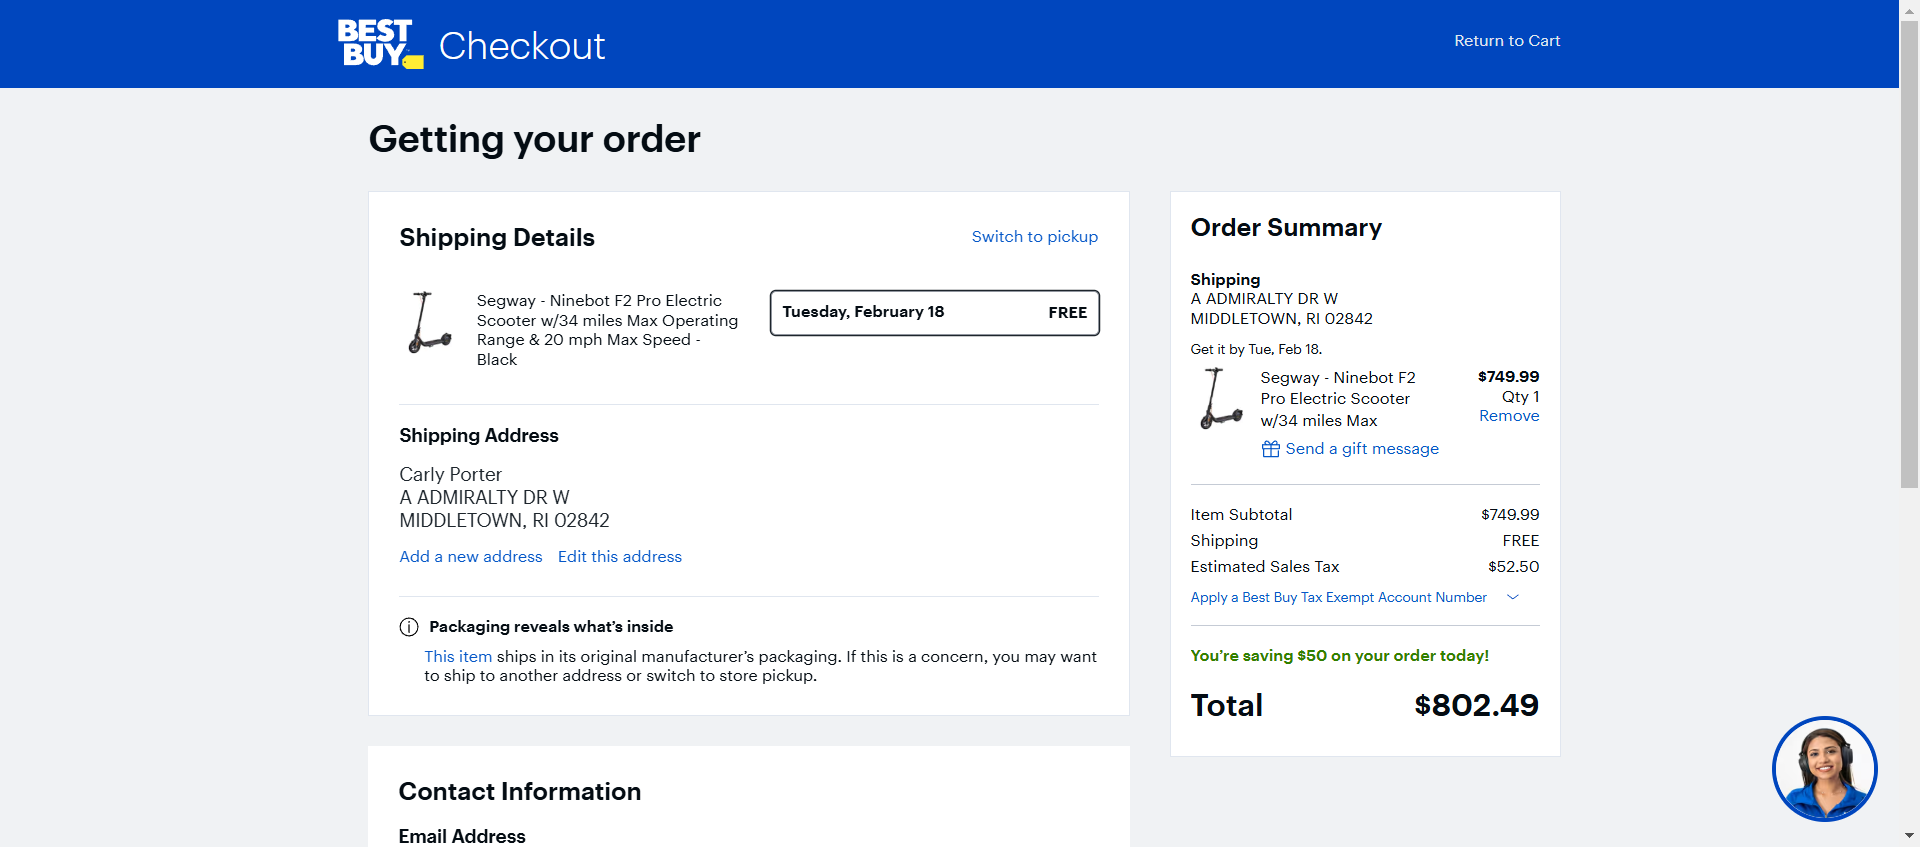 BEST
BUY
Checkout
Return to Cart
Getting your order
Shipping Details
Switch to pickup
Segway - Ninebot F2 Pro Electric
Scooter w/34 miles Max Operating
Range & 20 mph Max Speed -
Black
Tuesday, February 18 FREE
Shipping Address
Carly Porter
A ADMIRALTY DR W
MIDDLETOWN, RI 02842
Add a new address Edit this address
Packaging reveals what’s inside
This item ships in its original manufacturer’s packaging. If this is a concern, you may want
to ship to another address or switch to store pickup.
Contact Information
Email Address
Order Summary
Shipping
A ADMIRALTY DR W
MIDDLETOWN, RI 02842
Get it by Tue, Feb 18.
Segway - Ninebot F2 $749.99
Pro Electric Scooter Qty 1
w/34 miles Max Remove
Send a gift message
Item Subtotal $749.99
Shipping FREE
Estimated Sales Tax $52.50
Apply a Best Buy Tax Exempt Account Number
You’re saving $50 on your order today!
Total $802.49